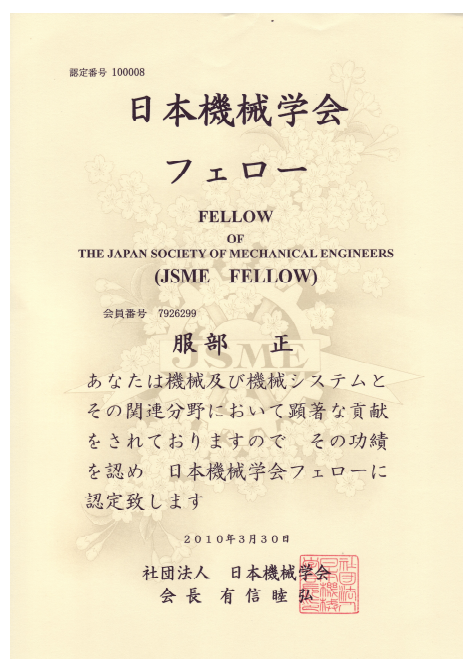 認定番号 100008
日本機械学会
フェロー
FELLOW
OF
THE JAPAN SOCIETY OF MECHANICAL ENGINEERS
(JSME FELLOW)
会員番号 7926299
服部 正
JSME
あなたは機械及び機械システムと
その関連分野において顕著な貢献
をされておりますので その功績
を認め 日本機械学会フェローに
認定致します
2010年3月30日
社団法人 日本機械学会
会長 有信睦弘